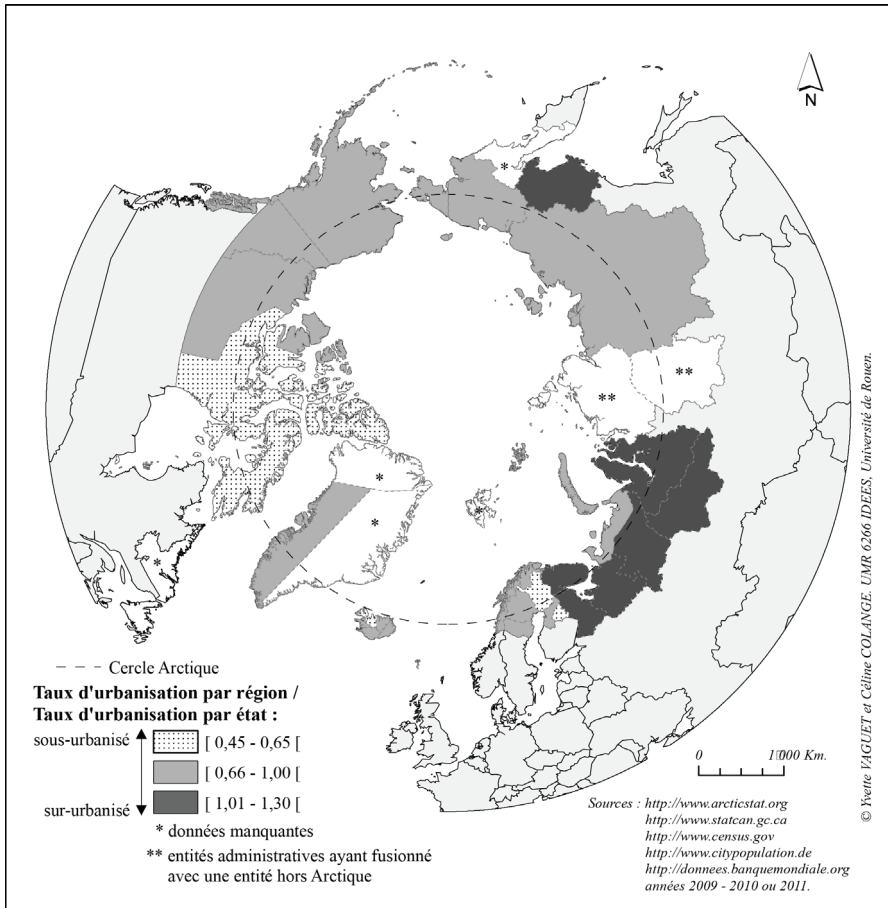 N
*
**
**
*
*
*
*
Cercle Arctique
Taux d'urbanisation par région /
Taux d'urbanisation par état :
sous-urbanisé
[ 0,45 - 0,65 [
[ 0,66 - 1,00 [
sur-urbanisé
[ 1,01 - 1,30 [
* données manquantes
** entités administratives ayant fusionné
avec une entité hors Arctique
0 1 000 Km.
Sources : http://www.arcticstat.org
http://www.statcan.gc.ca
http://www.census.gov
http://www.citypopulation.de
http://donnees.banquemondiale.org
années 2009 - 2010 ou 2011.
© Yvette VAGUET et Céline COLANGE. UMR 6266 IDEES, Université de Rouen.